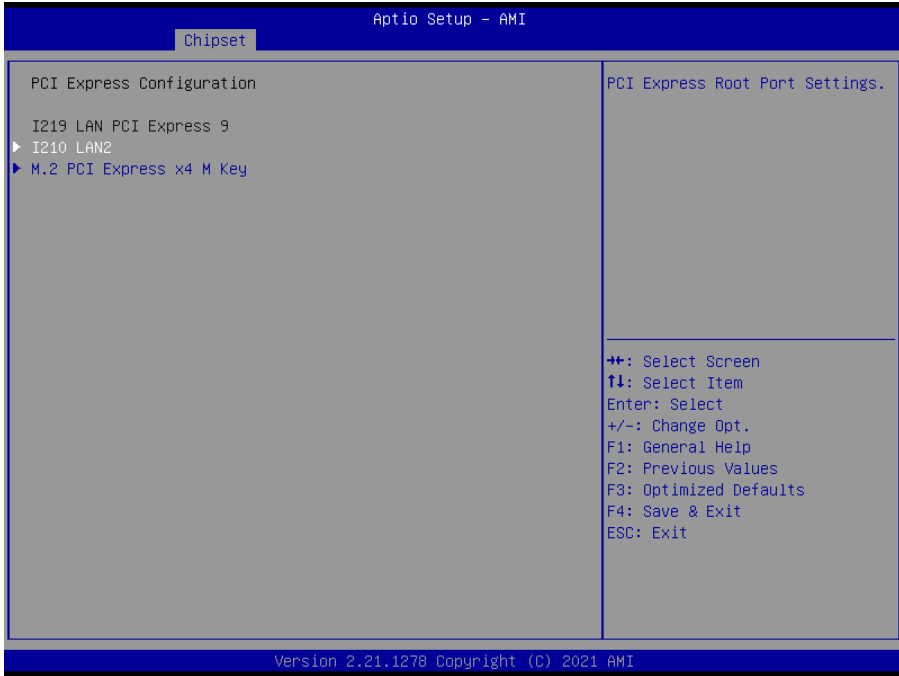 Aptio Setup – AMI
Chipset
PCI Express Configuration
I219 LAN PCI Express 9
▶ I210 LAN2
▶ M.2 PCI Express x4 M Key
PCI Express Root Port Settings.
→←: Select Screen
↑↓: Select Item
Enter: Select
+/-: Change Opt.
F1: General Help
F2: Previous Values
F3: Optimized Defaults
F4: Save & Exit
ESC: Exit
Version 2.21.1278 Copyright (C) 2021 AMI